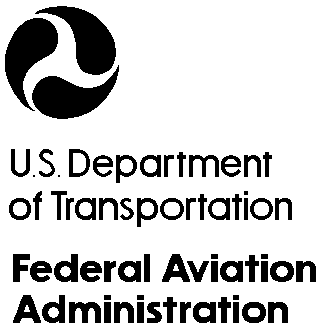 U.S. Department
of Transportation
Federal Aviation
Administration